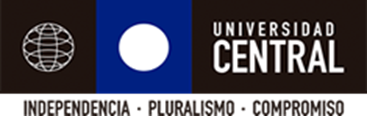 UNIVERSIDAD
CENTRAL
INDEPENDENCIA · PLURALISMO · COMPROMISO